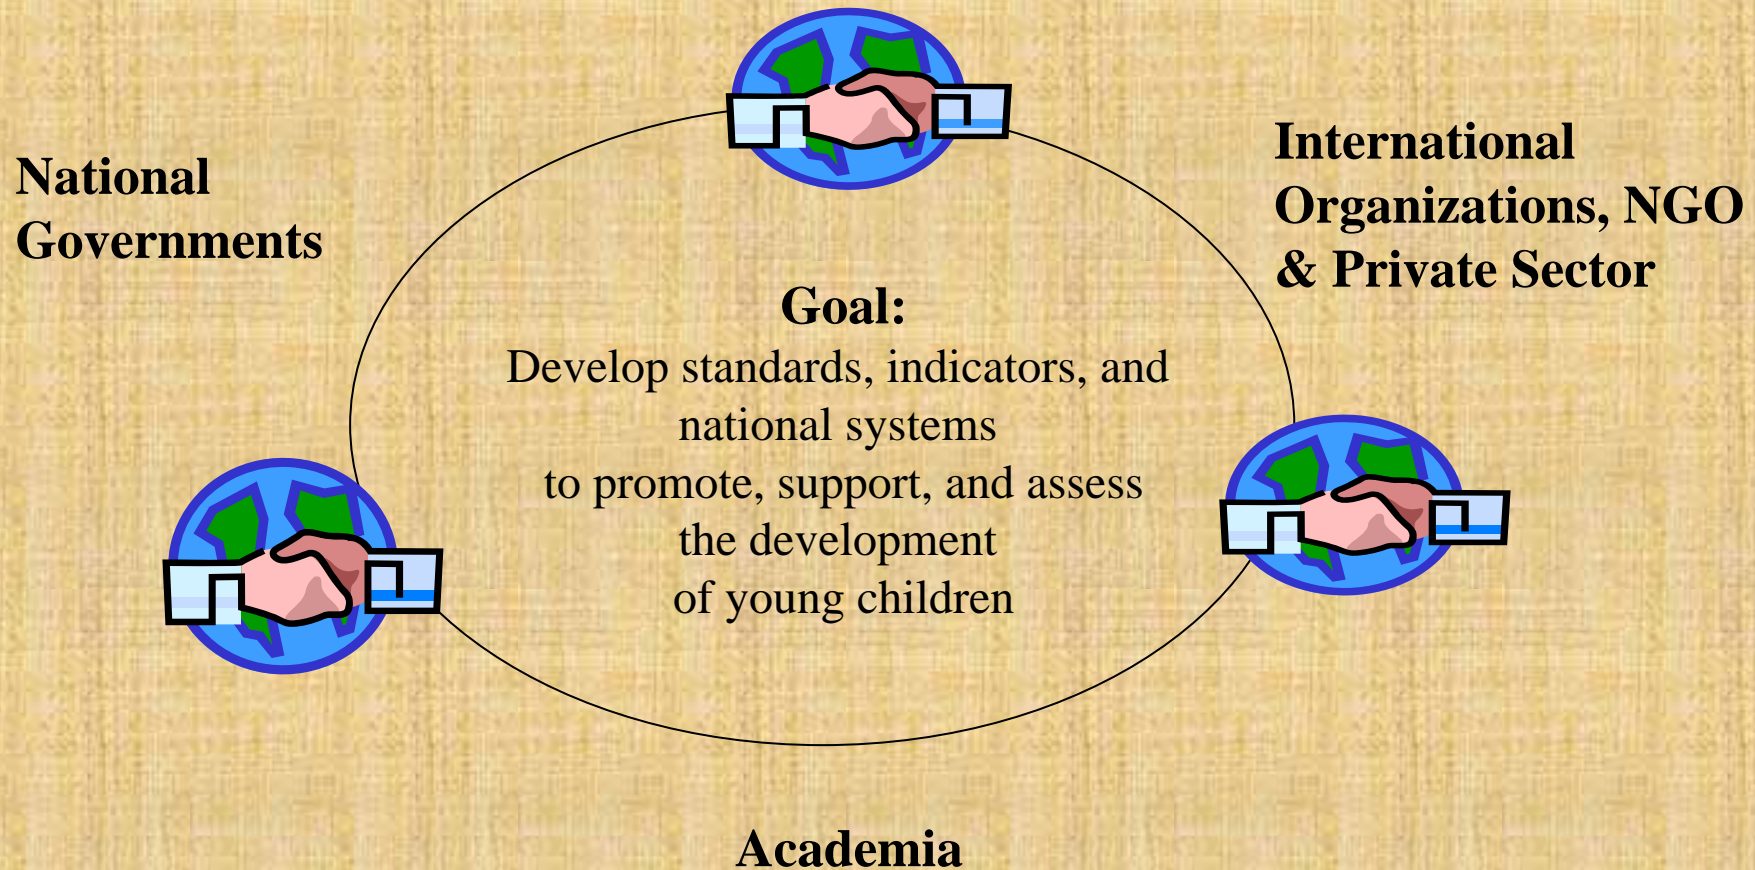 National
Governments
International
Organizations, NGO
& Private Sector
Goal:
Develop standards, indicators, and
national systems
to promote, support, and assess
the development
of young children
Academia